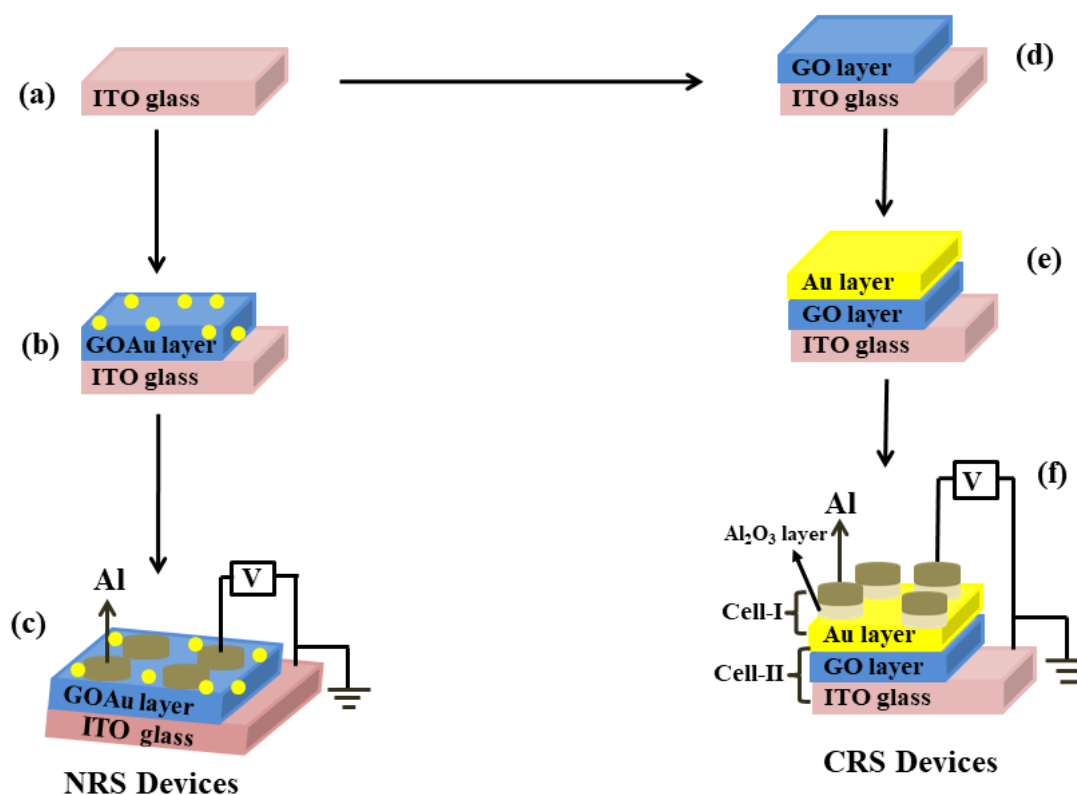 (a)
ITO glass
GO layer
ITO glass
(d)
(b)
GOAu layer
ITO glass
Au layer
GO layer
ITO glass
(e)
(c)
Al
V
GOAu layer
ITO glass
NRS Devices
(f)
V
Al
Al₂O₃ layer
Cell-I
Au layer
Cell-II
GO layer
ITO glass
CRS Devices